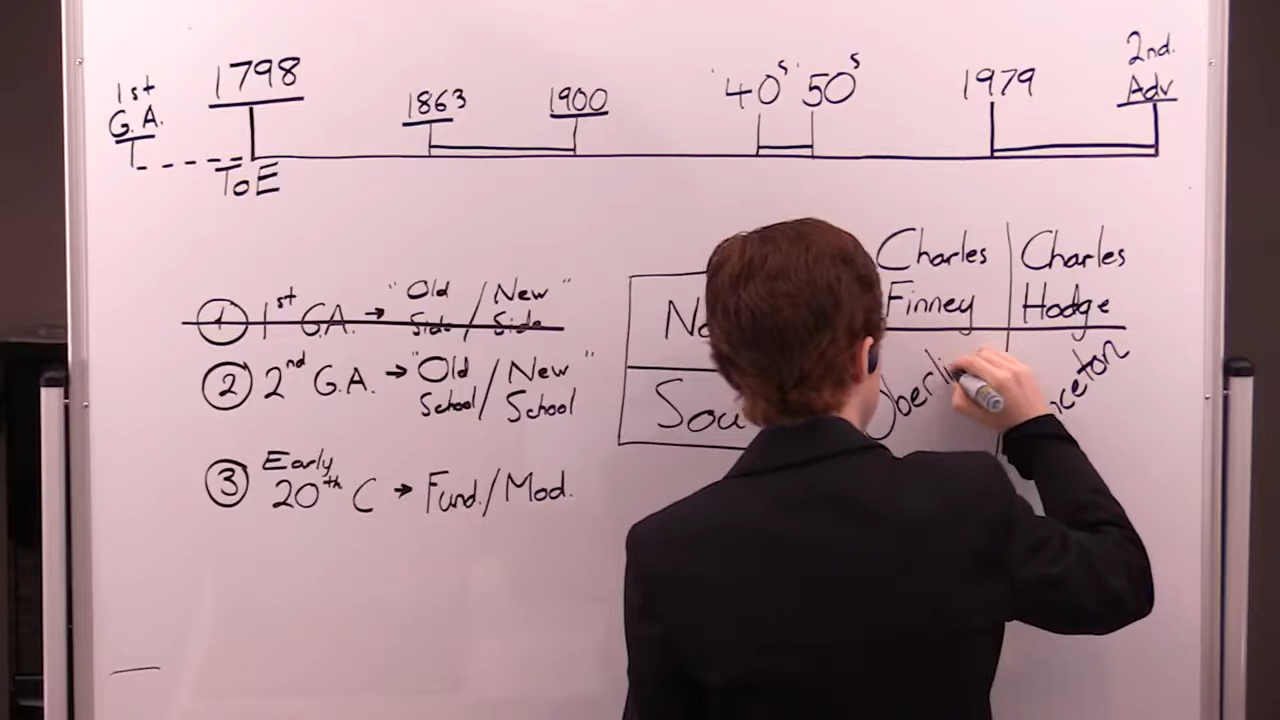 1st
G.A.
1798
ToE
1863
1900
'40s '50s
1979
2nd.
Adv
① 1st G.A. → "Old Side / New Side"
② 2nd G.A. → "Old School / New School"
③ Early 20th C → Fund. / Mod.
Charles
Finney
Charles
Hodge